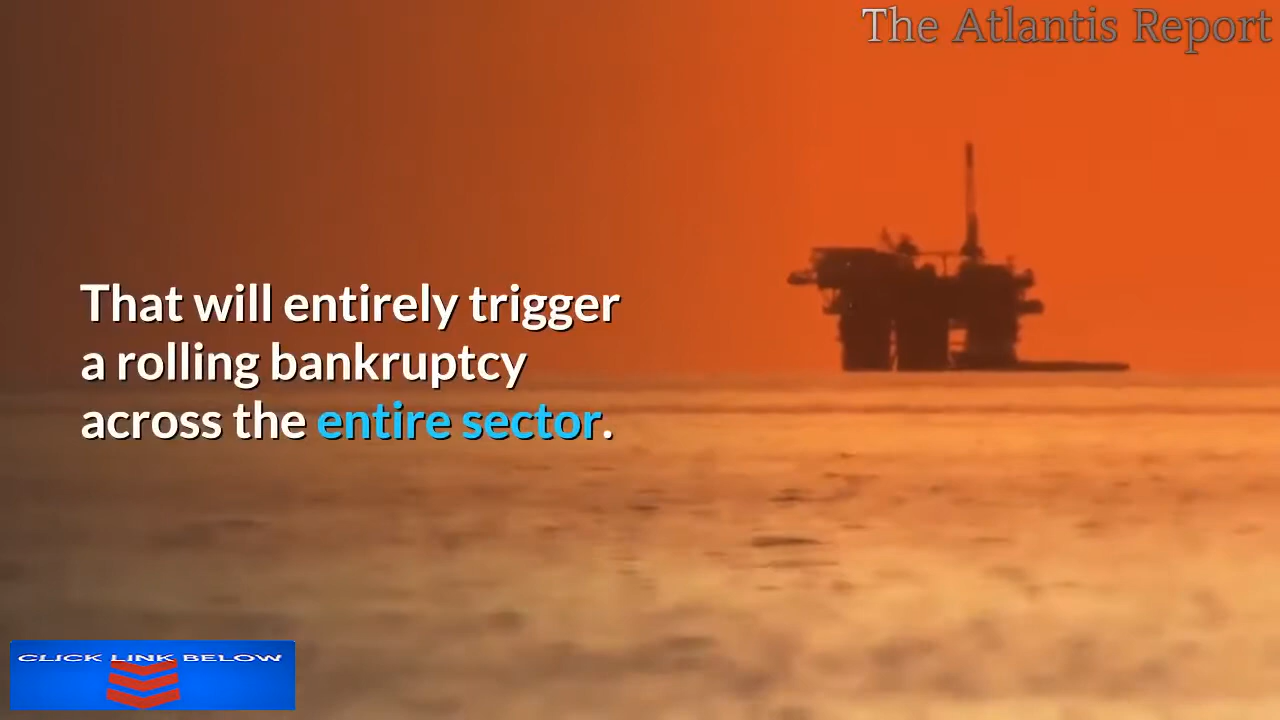 The Atlantis Report
That will entirely trigger
a rolling bankruptcy
across the entire sector.
CLICK LINK BELOW